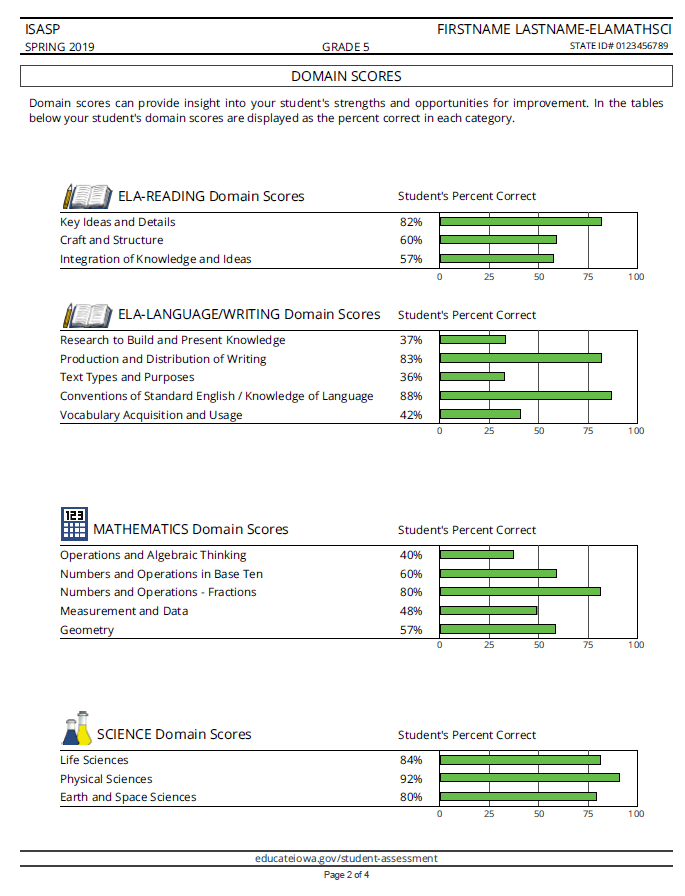 ISASP
FIRSTNAME LASTNAME-ELAMATHSCI
SPRING 2019
GRADE 5
STATE ID# 0123456789
DOMAIN SCORES
Domain scores can provide insight into your student's strengths and opportunities for improvement. In the tables
below your student's domain scores are displayed as the percent correct in each category.
ELA-READING Domain Scores Student's Percent Correct
Key Ideas and Details 82%
Craft and Structure 60%
Integration of Knowledge and Ideas 57%
0 25 50 75 100
ELA-LANGUAGE/WRITING Domain Scores Student's Percent Correct
Research to Build and Present Knowledge 37%
Production and Distribution of Writing 83%
Text Types and Purposes 36%
Conventions of Standard English / Knowledge of Language 88%
Vocabulary Acquisition and Usage 42%
0 25 50 75 100
123
MATHEMATICS Domain Scores Student's Percent Correct
Operations and Algebraic Thinking 40%
Numbers and Operations in Base Ten 60%
Numbers and Operations - Fractions 80%
Measurement and Data 48%
Geometry 57%
0 25 50 75 100
SCIENCE Domain Scores Student's Percent Correct
Life Sciences 84%
Physical Sciences 92%
Earth and Space Sciences 80%
0 25 50 75 100
educateiowa.gov/student-assessment
Page 2 of 4